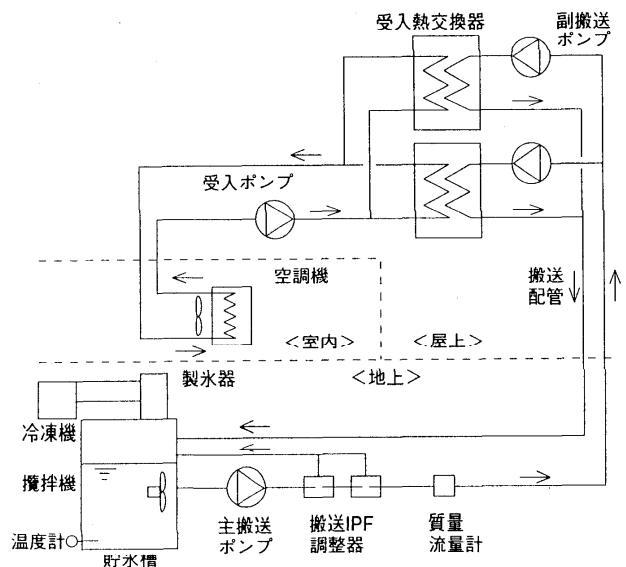 受入熱交換器
副搬送
ポンプ
受入ポンプ
空調機
搬送
配管
＜室内＞
＜屋上＞
製氷器
＜地上＞
冷凍機
攪拌機
主搬送
ポンプ
搬送IPF
調整器
質量
流量計
温度計
貯氷槽